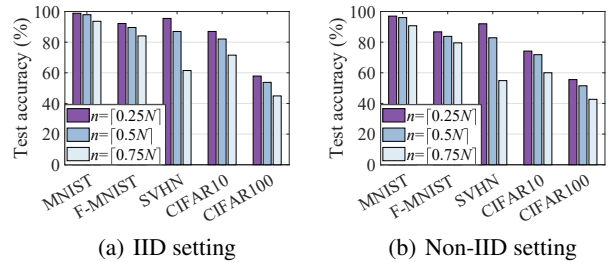 Test accuracy (%)
100
80
60
40
20
0
n=⌈0.25N⌉
n=⌈0.5N⌉
n=⌈0.75N⌉
MNIST
F-MNIST
SVHN
CIFAR10
CIFAR100
(a) IID setting
Test accuracy (%)
100
80
60
40
20
0
n=⌈0.25N⌉
n=⌈0.5N⌉
n=⌈0.75N⌉
MNIST
F-MNIST
SVHN
CIFAR10
CIFAR100
(b) Non-IID setting